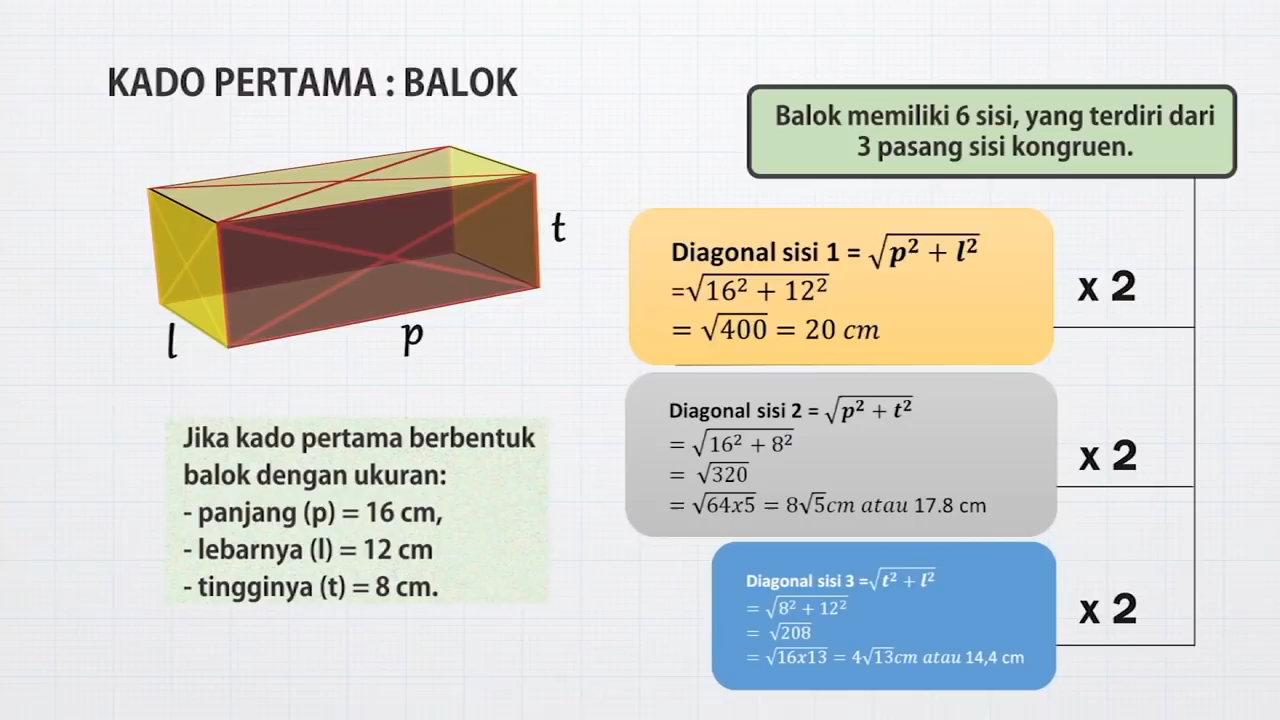 KADO PERTAMA : BALOK
Balok memiliki 6 sisi, yang terdiri dari
3 pasang sisi kongruen.
t
l
p
Jika kado pertama berbentuk
balok dengan ukuran:
- panjang (p) = 16 cm,
- lebarnya (l) = 12 cm
- tingginya (t) = 8 cm.
Diagonal sisi 1 = √(p² + l²)
=√(16² + 12²)
= √400 = 20 cm
x 2
Diagonal sisi 2 = √(p² + t²)
= √(16² + 8²)
= √320
= √64x5 = 8√5cm atau 17.8 cm
x 2
Diagonal sisi 3 =√(t² + l²)
= √(8² + 12²)
= √208
= √16x13 = 4√13cm atau 14,4 cm
x 2